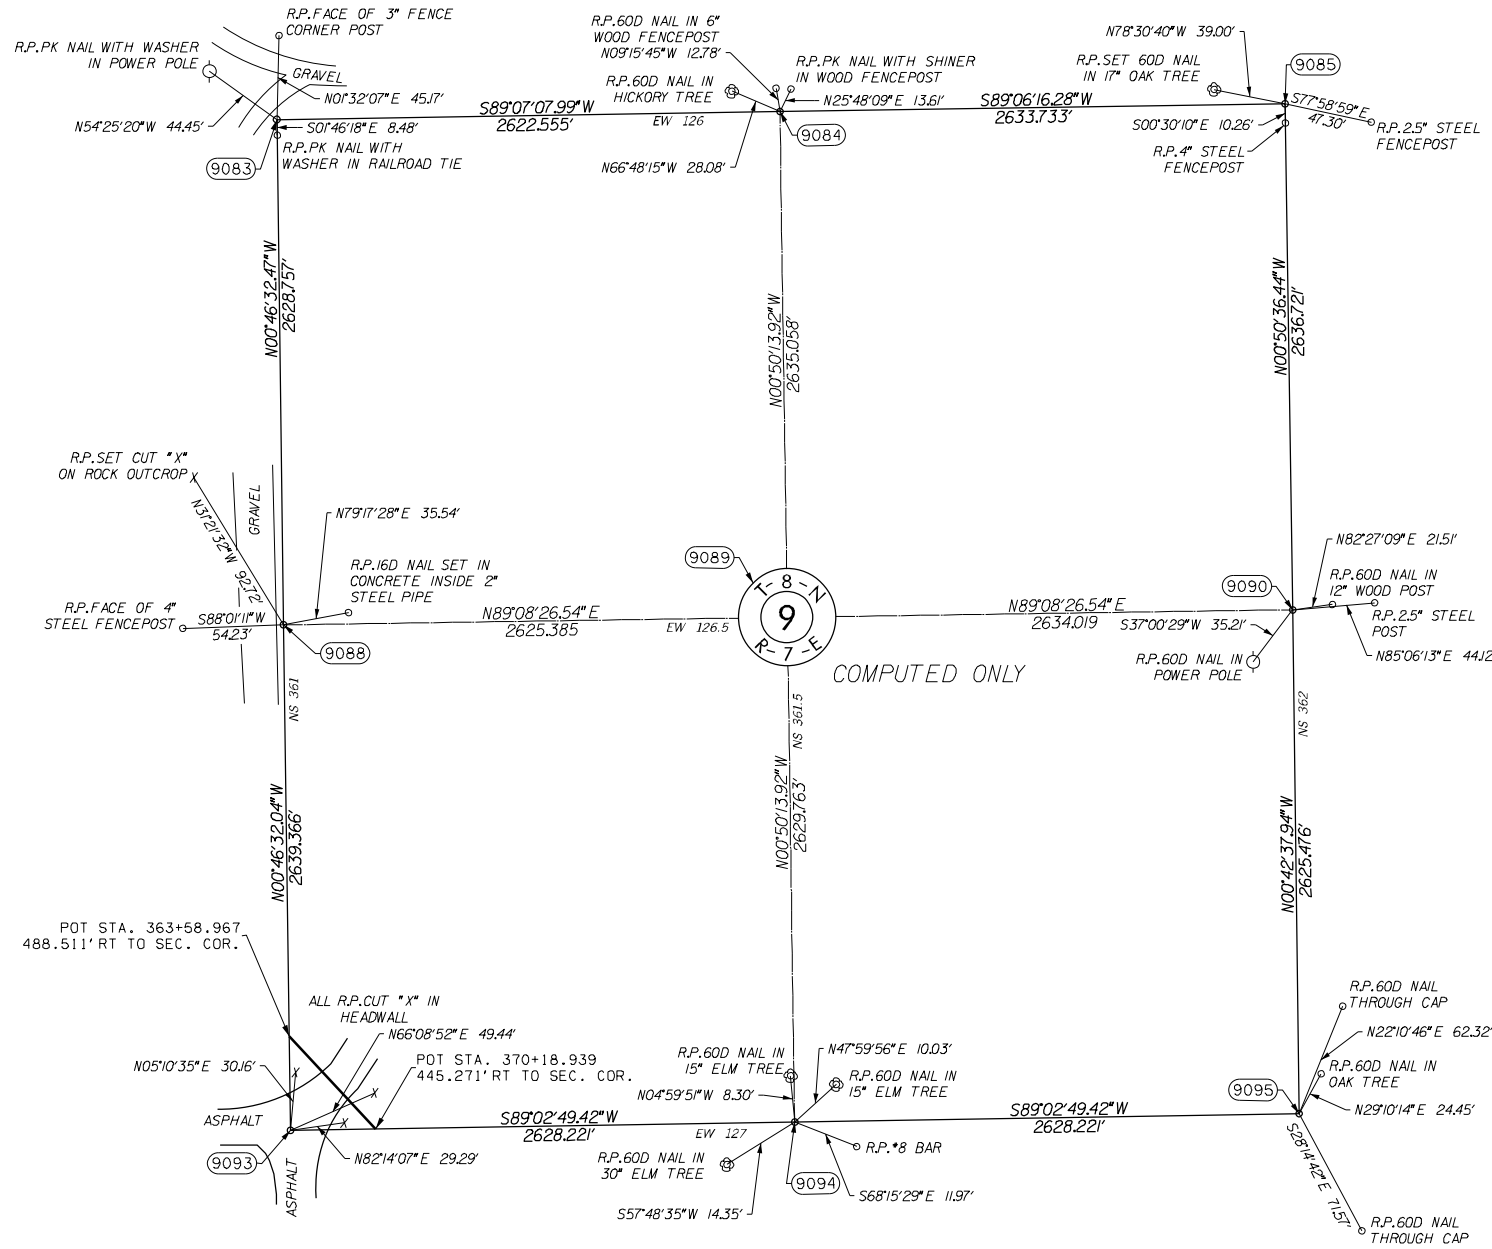 R.P. FACE OF 3" FENCE
CORNER POST
R.P. PK NAIL WITH WASHER
IN POWER POLE
GRAVEL
N01°32'07"E 45.17'
N54°25'20"W 44.45'
S01°46'18"E 8.48'
R.P. PK NAIL WITH
WASHER IN RAILROAD TIE
9083
S89°07'07.99"W
2622.555'
EW 126
R.P. 60D NAIL IN 6"
WOOD FENCEPOST
N09°15'45"W 12.78'
R.P. 60D NAIL IN
HICKORY TREE
R.P. PK NAIL WITH SHINER
IN WOOD FENCEPOST
N25°48'09"E 13.61'
9084
N66°48'15"W 28.08'
S89°06'16.28"W
2633.733'
N78°30'40"W 39.00'
R.P. SET 60D NAIL
IN 17" OAK TREE
9085
S77°58'59"E
47.30'
S00°30'10"E 10.26'
R.P. 2.5" STEEL
FENCEPOST
R.P. 4" STEEL
FENCEPOST
N00°46'32.47"W
2628.757'
N00°50'13.92"W
2635.058'
N00°50'36.44"W
2636.721'
R.P. SET CUT "X"
ON ROCK OUTCROP
X
N31°21'32"W 92.72'
GRAVEL
N79°17'28"E 35.54'
R.P. 16D NAIL SET IN
CONCRETE INSIDE 2"
STEEL PIPE
R.P. FACE OF 4"
STEEL FENCEPOST
S88°01'11"W
54.23'
9088
N89°08'26.54"E
2625.385
EW 126.5
9089
T-8-N
9
R-7-E
COMPUTED ONLY
N89°08'26.54"E
2634.019
9090
N82°27'09"E 21.51'
R.P. 60D NAIL IN
12" WOOD POST
R.P. 2.5" STEEL
POST
N85°06'13"E 44.12
S37°00'29"W 35.21'
R.P. 60D NAIL IN
POWER POLE
NS 361
NS 361.5
NS 362
N00°46'32.04"W
2639.366'
N00°50'13.92"W
2629.763'
N00°42'37.94"W
2625.476'
POT STA. 363+58.967
488.511' RT TO SEC. COR.
ALL R.P. CUT "X" IN
HEADWALL
N66°08'52"E 49.44'
N05°10'35"E 30.16'
X
X
X
POT STA. 370+18.939
445.271' RT TO SEC. COR.
ASPHALT
9093
ASPHALT
N82°14'07"E 29.29'
S89°02'49.42"W
2628.221'
EW 127
R.P. 60D NAIL IN
15" ELM TREE
N04°59'51"W 8.30'
N47°59'56"E 10.03'
R.P. 60D NAIL IN
15" ELM TREE
R.P. 60D NAIL IN
30" ELM TREE
S57°48'35"W 14.35'
9094
R.P. #8 BAR
S68°15'29"E 11.97'
S89°02'49.42"W
2628.221'
9095
R.P. 60D NAIL
THROUGH CAP
N22°10'46"E 62.32'
R.P. 60D NAIL IN
OAK TREE
N29°10'14"E 24.45'
S28°14'42"E 71.57'
R.P. 60D NAIL
THROUGH CAP